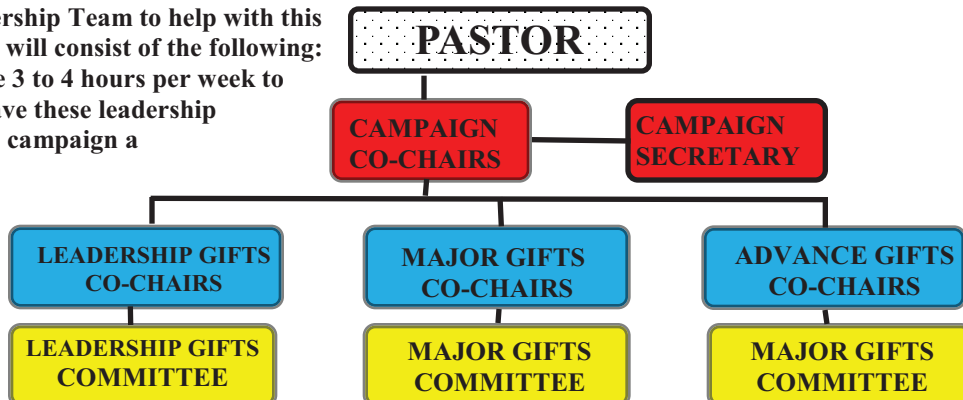 ership Team to help with this
will consist of the following:
3 to 4 hours per week to
ave these leadership
campaign a
PASTOR
CAMPAIGN
CO-CHAIRS
CAMPAIGN
SECRETARY
LEADERSHIP GIFTS
CO-CHAIRS
MAJOR GIFTS
CO-CHAIRS
ADVANCE GIFTS
CO-CHAIRS
LEADERSHIP GIFTS
COMMITTEE
MAJOR GIFTS
COMMITTEE
MAJOR GIFTS
COMMITTEE